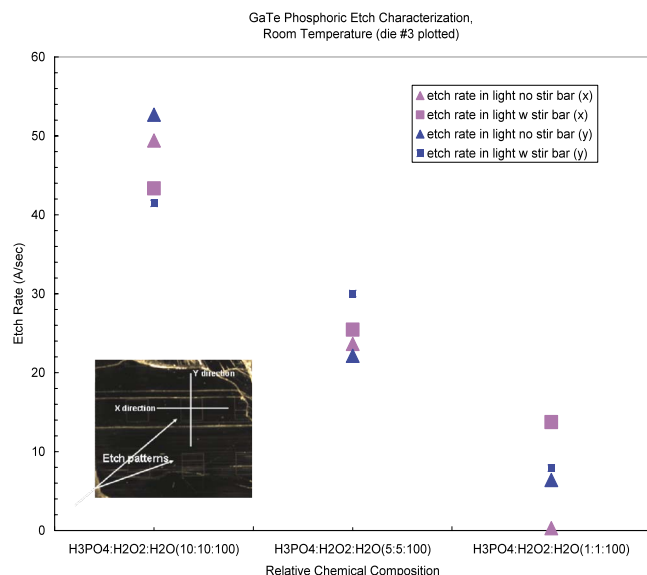 GaTe Phosphoric Etch Characterization,
Room Temperature (die #3 plotted)
60
50
40
30
20
10
0
Etch Rate (A/sec)
etch rate in light no stir bar (x)
etch rate in light w stir bar (x)
etch rate in light no stir bar (y)
etch rate in light w stir bar (y)
Y direction
X direction
Etch patterns
H3PO4:H2O2:H2O(10:10:100)
H3PO4:H2O2:H2O(5:5:100)
H3PO4:H2O2:H2O(1:1:100)
Relative Chemical Composition